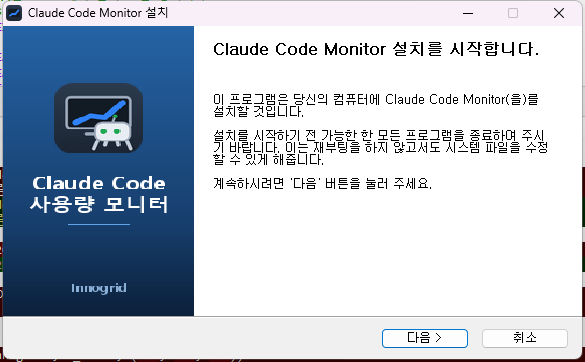 Claude Code Monitor 설치
Claude Code
사용량 모니터
Innogrid
Claude Code Monitor 설치를 시작합니다.
이 프로그램은 당신의 컴퓨터에 Claude Code Monitor(을)를
설치할 것입니다.
설치를 시작하기 전 가능한 한 모든 프로그램을 종료하여 주시
기 바랍니다. 이는 재부팅을 하지 않고서도 시스템 파일을 수정
할 수 있게 해줍니다.
계속하시려면 '다음' 버튼을 눌러 주세요.
다음 >
취소